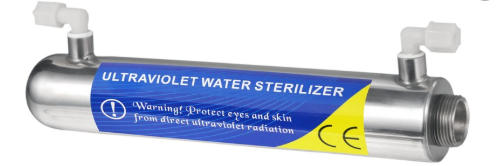 ULTRAVIOLET WATER STERILIZER
! Warning! Protect eyes and skin
from direct ultraviolet radiation
CE